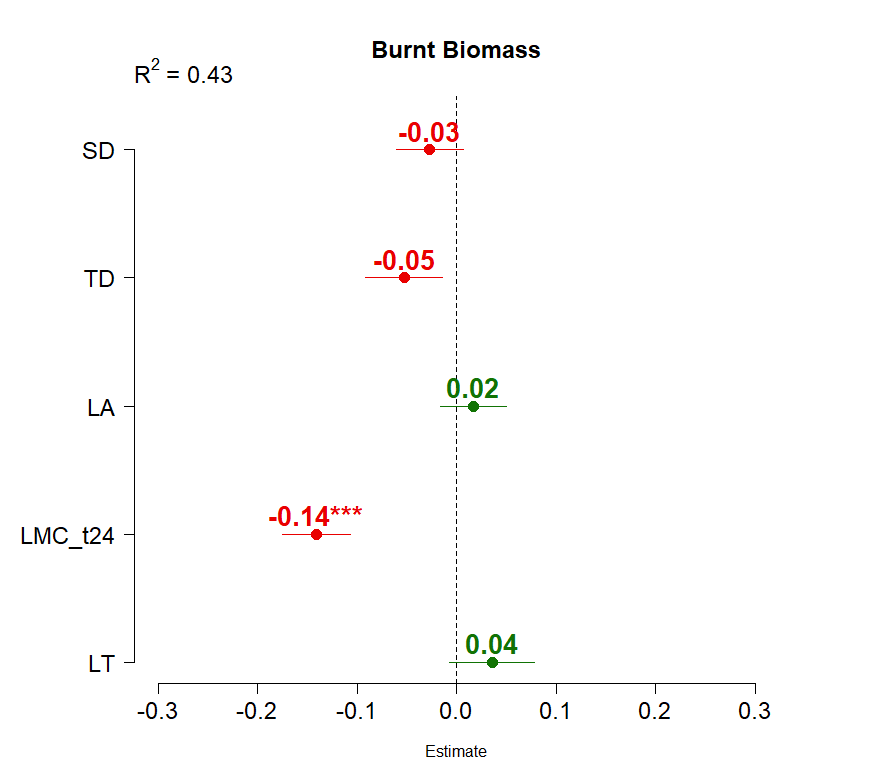 Burnt Biomass
R² = 0.43
SD
-0.03
TD
-0.05
LA
0.02
LMC_t24
-0.14***
LT
0.04
-0.3 -0.2 -0.1 0.0 0.1 0.2 0.3
Estimate